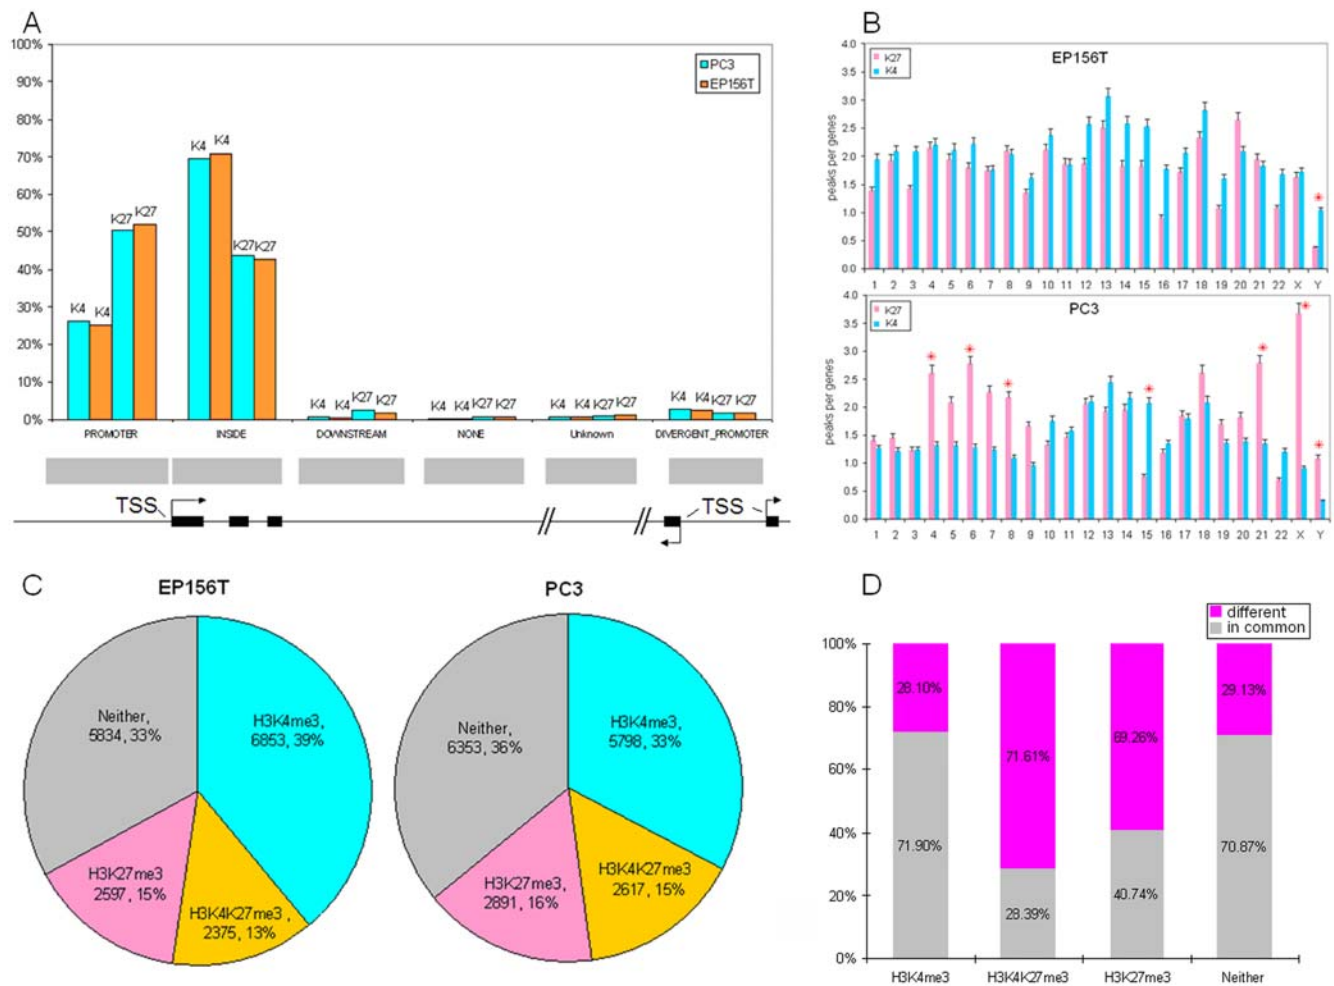 A
100%
90%
80%
70%
60%
50%
40%
30%
20%
10%
0%
PC3
EP156T
K4
K4
K27
K27
K4
K4
K27
K27
K4
K4
K27
K27
K4 K4 K27 K27
K4 K4 K27 K27
K4 K4 K27 K27
PROMOTER INSIDE DOWNSTREAM NONE Unknown DIVERGENT_PROMOTER
TSS
TSS
B
EP156T
K27
K4
peaks per genes
4.0
3.5
3.0
2.5
2.0
1.5
1.0
0.5
0.0
*
1 2 3 4 5 6 7 8 9 10 11 12 13 14 15 16 17 18 19 20 21 22 X Y
PC3
K27
K4
peaks per genes
4.0
3.5
3.0
2.5
2.0
1.5
1.0
0.5
0.0
* * * * * * *
1 2 3 4 5 6 7 8 9 10 11 12 13 14 15 16 17 18 19 20 21 22 X Y
C
EP156T
Neither,
5834, 33%
H3K4me3,
6853, 39%
H3K27me3
2597, 15%
H3K4K27me3 ,
2375, 13%
PC3
Neither,
6353, 36%
H3K4me3,
5798, 33%
H3K27me3,
2891, 16%
H3K4K27me3
2617, 15%
D
different
in common
100%
80%
60%
40%
20%
0%
28.10%
71.90%
71.61%
28.39%
69.26%
40.74%
29.13%
70.87%
H3K4me3 H3K4K27me3 H3K27me3 Neither